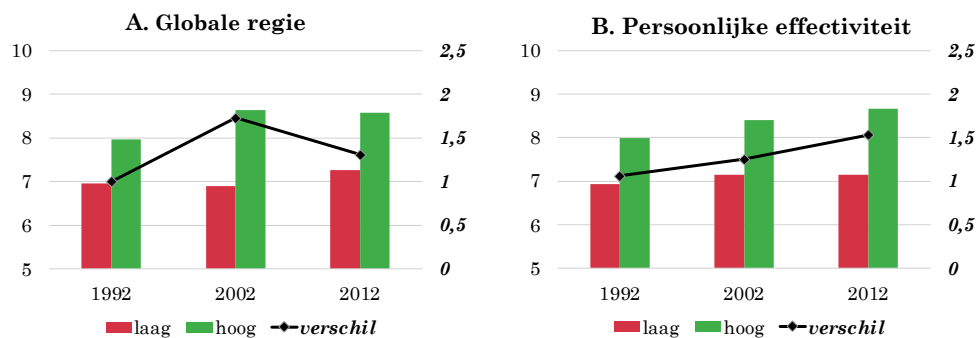 A. Globale regie
10 2,5
9 2
8 1,5
7 1
6 0,5
5 0
1992 2002 2012
laag hoog verschil
B. Persoonlijke effectiviteit
10 2,5
9 2
8 1,5
7 1
6 0,5
5 0
1992 2002 2012
laag hoog verschil